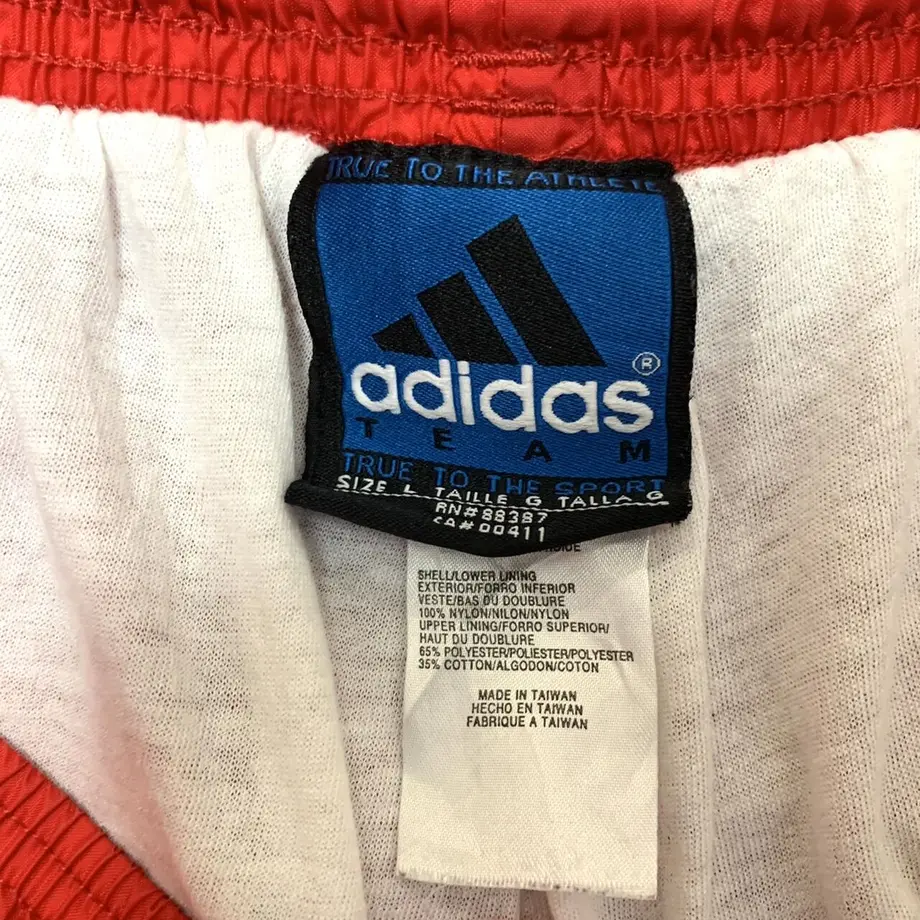 TRUE TO THE ATHLETE
adidas®
TEAM
TRUE TO THE SPORT
SIZE L TAILLE G TALLA G
RN#88387
CA#00411
SHELL/LOWER LINING
EXTERIOR/FORRO INFERIOR
VESTE/BAS DU DOUBLURE
100% NYLON/NILON/NYLON
UPPER LINING/FORRO SUPERIOR/
HAUT DU DOUBLURE
65% POLYESTER/POLIESTER/POLYESTER
35% COTTON/ALGODON/COTON
MADE IN TAIWAN
HECHO EN TAIWAN
FABRIQUE A TAIWAN